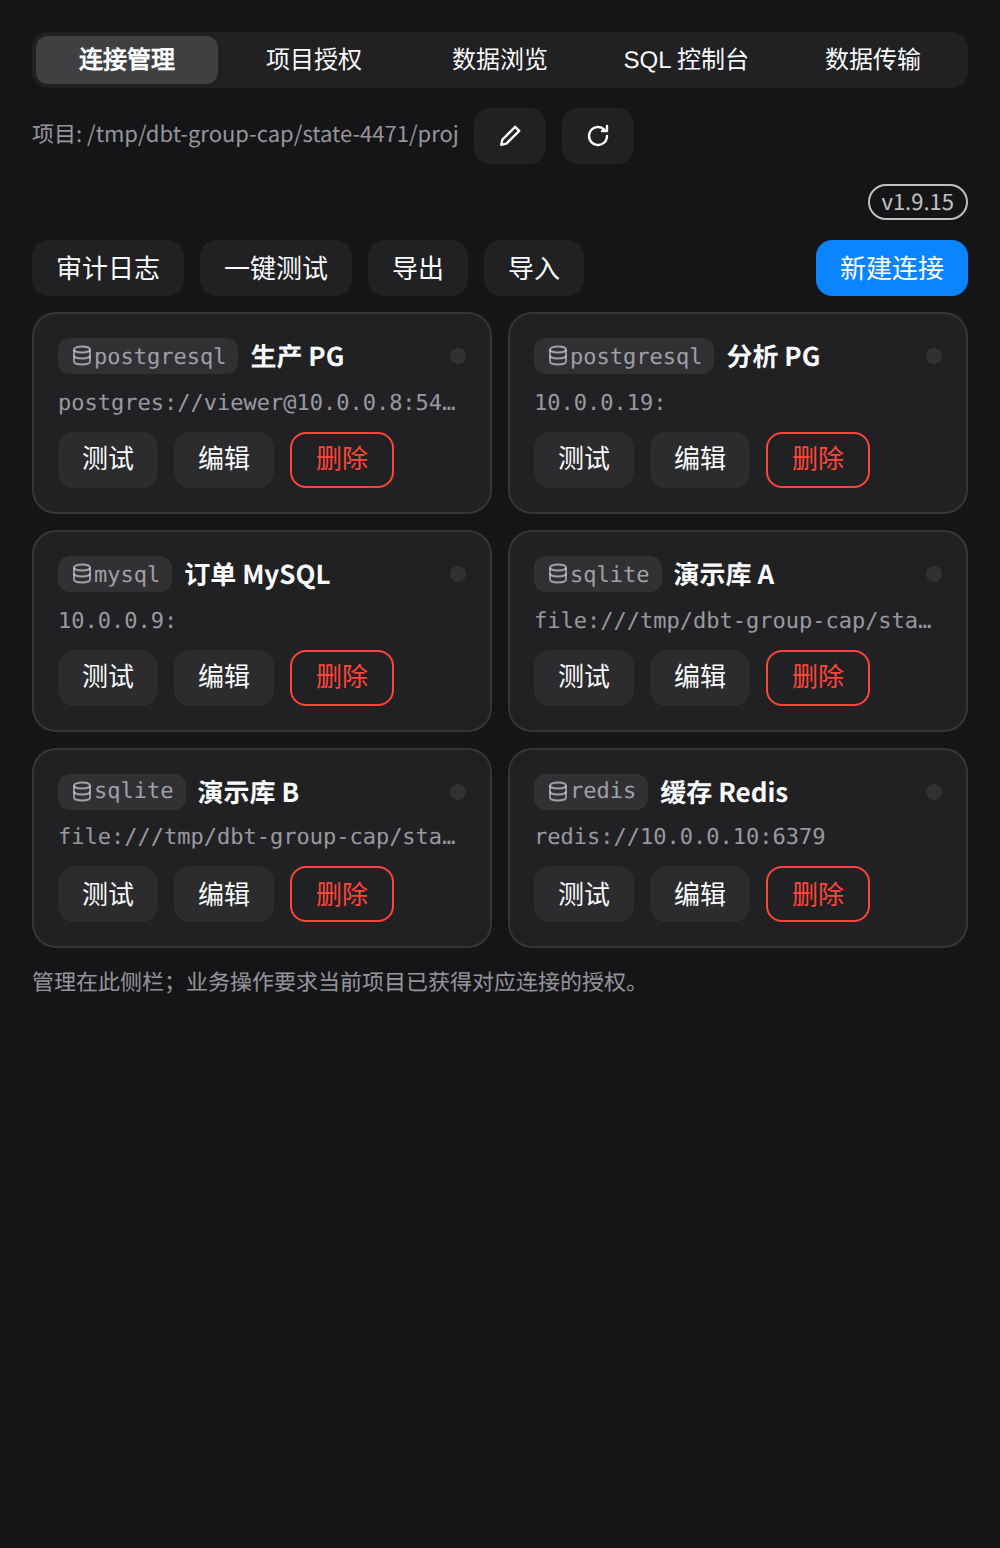 连接管理 项目授权 数据浏览 SQL 控制台 数据传输
项目: /tmp/dbt-group-cap/state-4471/proj
v1.9.15
审计日志 一键测试 导出 导入 新建连接
postgresql 生产 PG
postgres://viewer@10.0.0.8:54…
测试 编辑 删除
postgresql 分析 PG
10.0.0.19:
测试 编辑 删除
mysql 订单 MySQL
10.0.0.9:
测试 编辑 删除
sqlite 演示库 A
file:///tmp/dbt-group-cap/sta…
测试 编辑 删除
sqlite 演示库 B
file:///tmp/dbt-group-cap/sta…
测试 编辑 删除
redis 缓存 Redis
redis://10.0.0.10:6379
测试 编辑 删除
管理在此侧栏；业务操作要求当前项目已获得对应连接的授权。